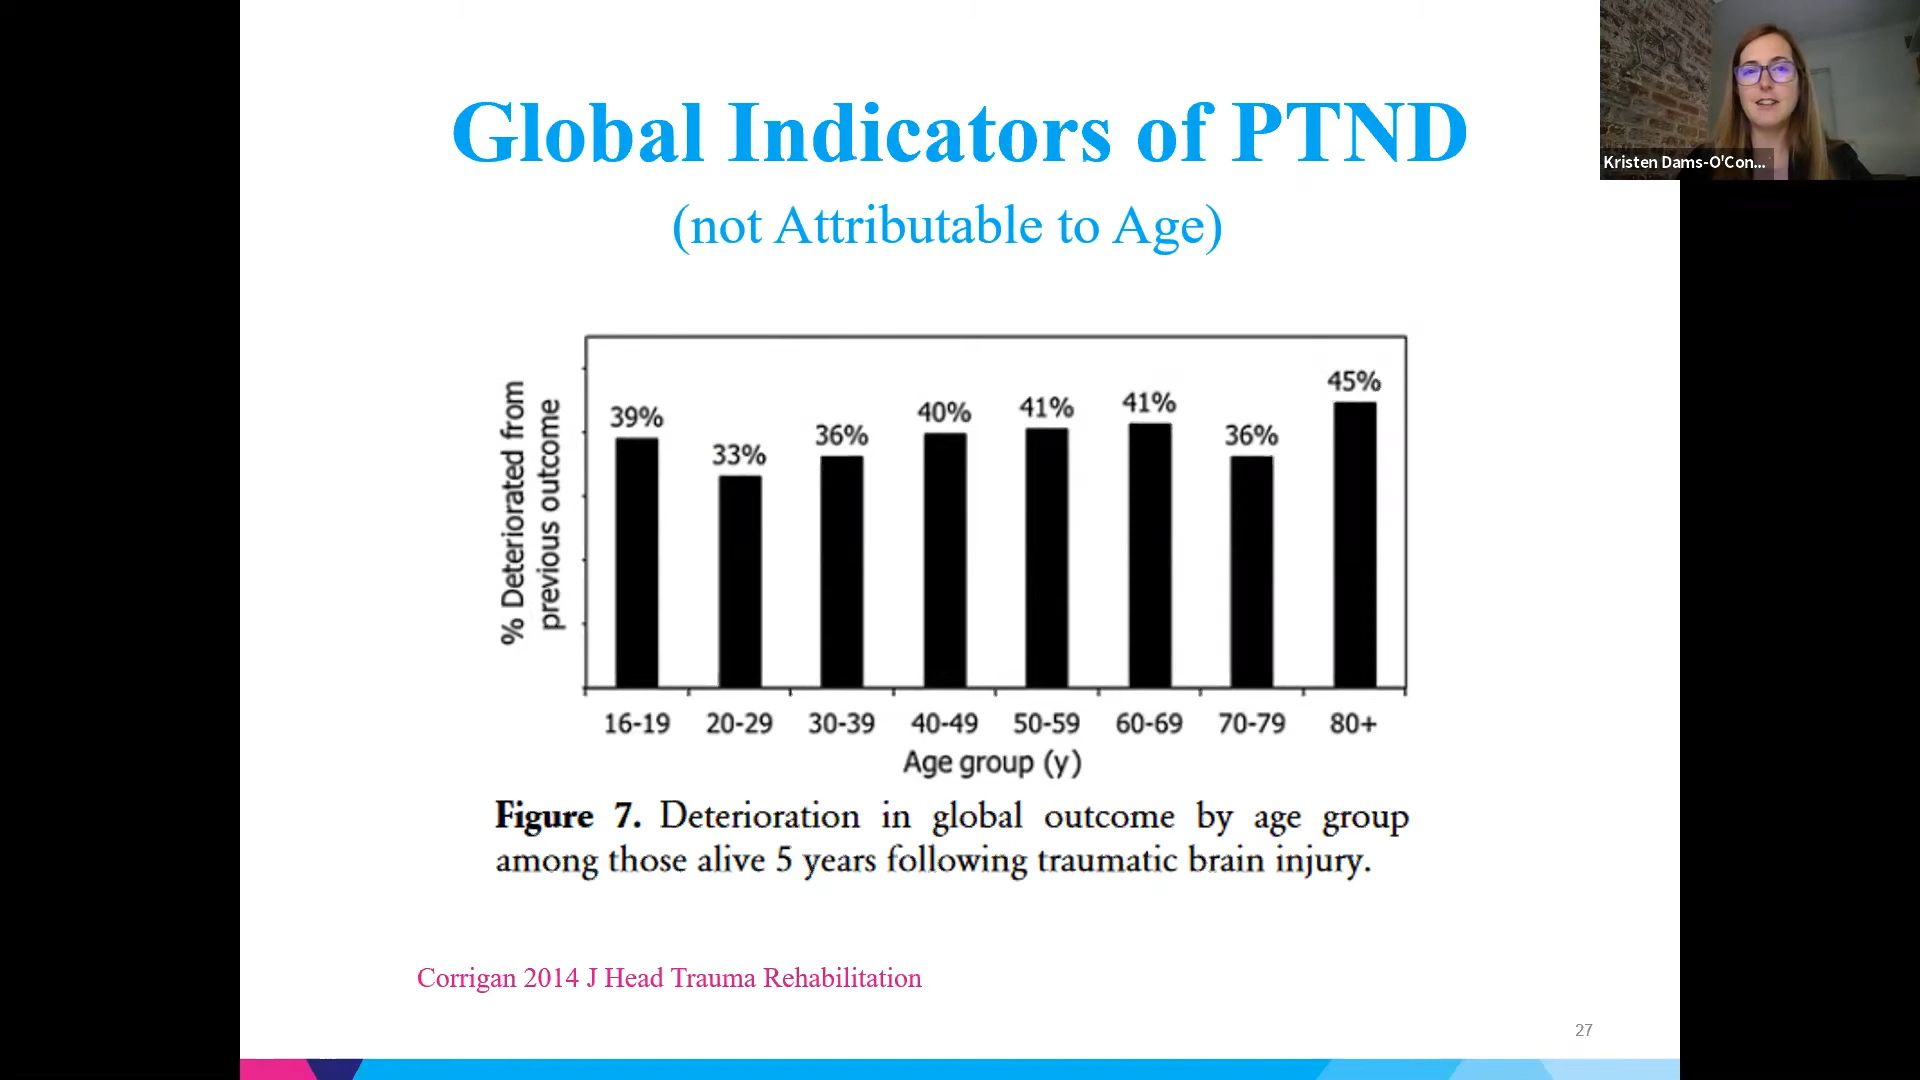 Global Indicators of PTND
(not Attributable to Age)
Kristen Dams-O'Con...
% Deteriorated from
previous outcome
39%
33%
36%
40%
41%
41%
36%
45%
16-19
20-29
30-39
40-49
50-59
60-69
70-79
80+
Age group (y)
Figure 7. Deterioration in global outcome by age group
among those alive 5 years following traumatic brain injury.
Corrigan 2014 J Head Trauma Rehabilitation
27